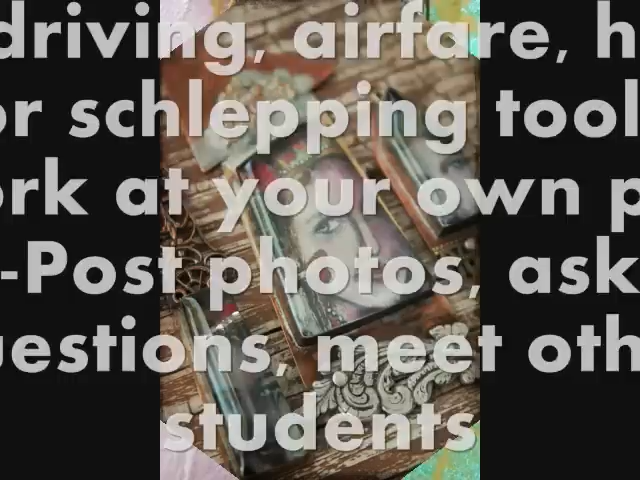 driving, airfare, h
or schlepping tool
ork at your own p
-Post photos, ask
uestions, meet oth
students